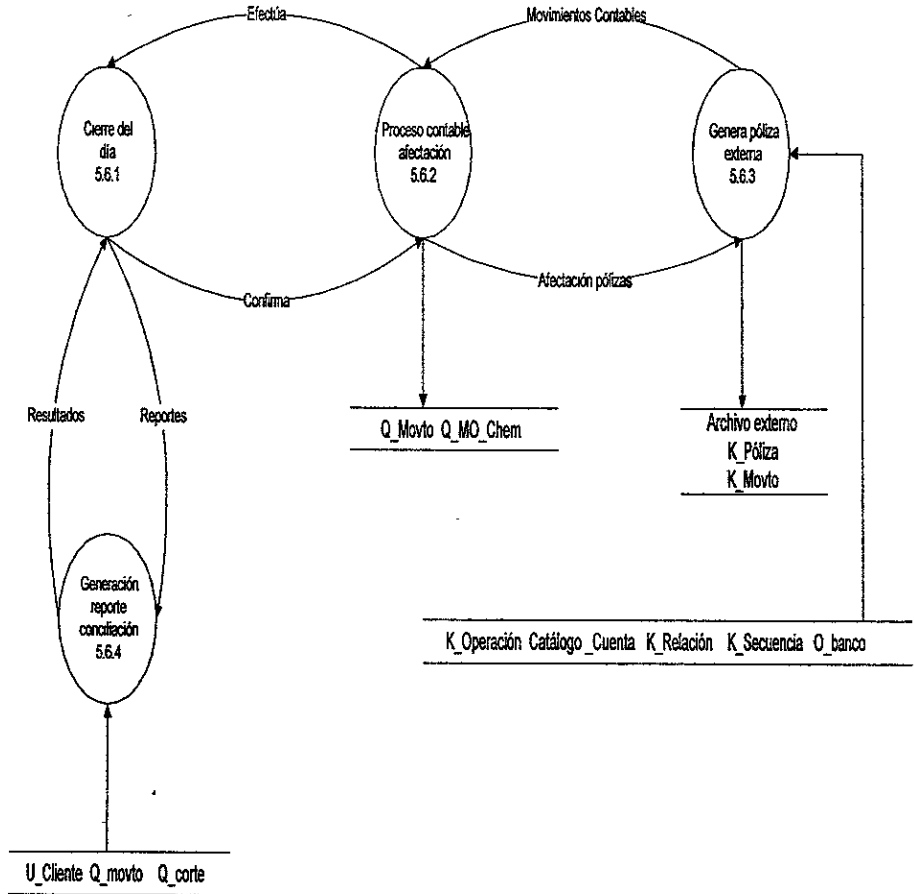 Efectúa
Movimientos Contables
Cierre del
día
5.6.1
Proceso contable
afectación
5.6.2
Genera póliza
externa
5.6.3
Confirma
Afectación pólizas
Resultados
Reportes
Q_Movto Q_MO_Chem
Archivo externo
K_Póliza
K_Movto
Generación
reporte
conciliación
5.6.4
K_Operación Catálogo_Cuenta K_Relación K_Secuencia O_banco
U_Cliente Q_movto Q_corte